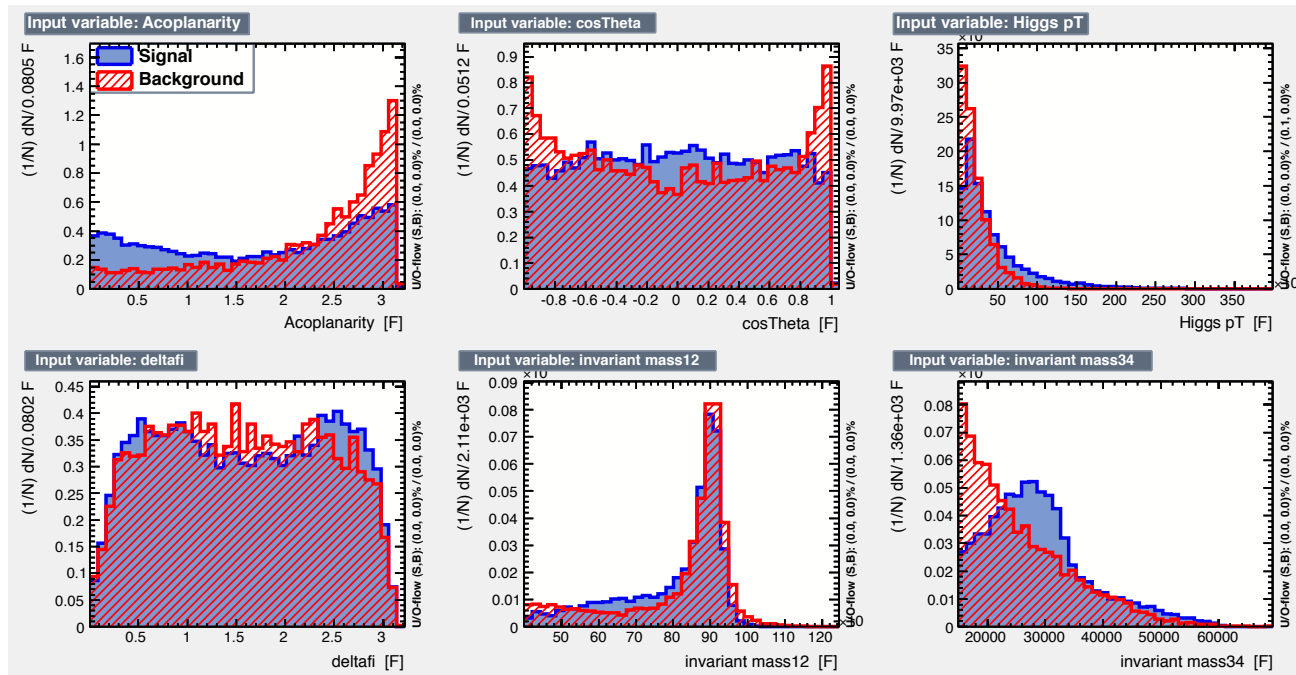 Input variable: Acoplanarity
(1/N) dN/ 0.0805 F
1.6
1.4
1.2
1
0.8
0.6
0.4
0.2
0
Signal
Background
0.5 1 1.5 2 2.5 3
Acoplanarity [F]
U/O-flow (S,B): (0.0, 0.0)% / (0.0, 0.0)%
Input variable: cosTheta
(1/N) dN/ 0.0512 F
0.9
0.8
0.7
0.6
0.5
0.4
0.3
0.2
0.1
0
-0.8 -0.6 -0.4 -0.2 0 0.2 0.4 0.6 0.8 1
cosTheta [F]
U/O-flow (S,B): (0.0, 0.0)% / (0.0, 0.0)%
Input variable: Higgs pT
(1/N) dN/ 9.97e+03 F
35
30
25
20
15
10
5
0
50 100 150 200 250 300 350
Higgs pT [F]
U/O-flow (S,B): (0.0, 0.0)% / (0.1, 0.0)%
Input variable: deltafi
(1/N) dN/ 0.0802 F
0.45
0.4
0.35
0.3
0.25
0.2
0.15
0.1
0.05
0
0.5 1 1.5 2 2.5 3
deltafi [F]
U/O-flow (S,B): (0.0, 0.0)% / (0.0, 0.0)%
Input variable: invariant mass12
(1/N) dN/ 2.11e+03 F
0.09
0.08
0.07
0.06
0.05
0.04
0.03
0.02
0.01
0
50 60 70 80 90 100 110 120
invariant mass12 [F]
U/O-flow (S,B): (0.0, 0.0)% / (0.0, 0.0)%
Input variable: invariant mass34
(1/N) dN/ 1.36e+03 F
0.08
0.07
0.06
0.05
0.04
0.03
0.02
0.01
0
20000 30000 40000 50000 60000
invariant mass34 [F]
U/O-flow (S,B): (0.0, 0.0)% / (0.0, 0.0)%